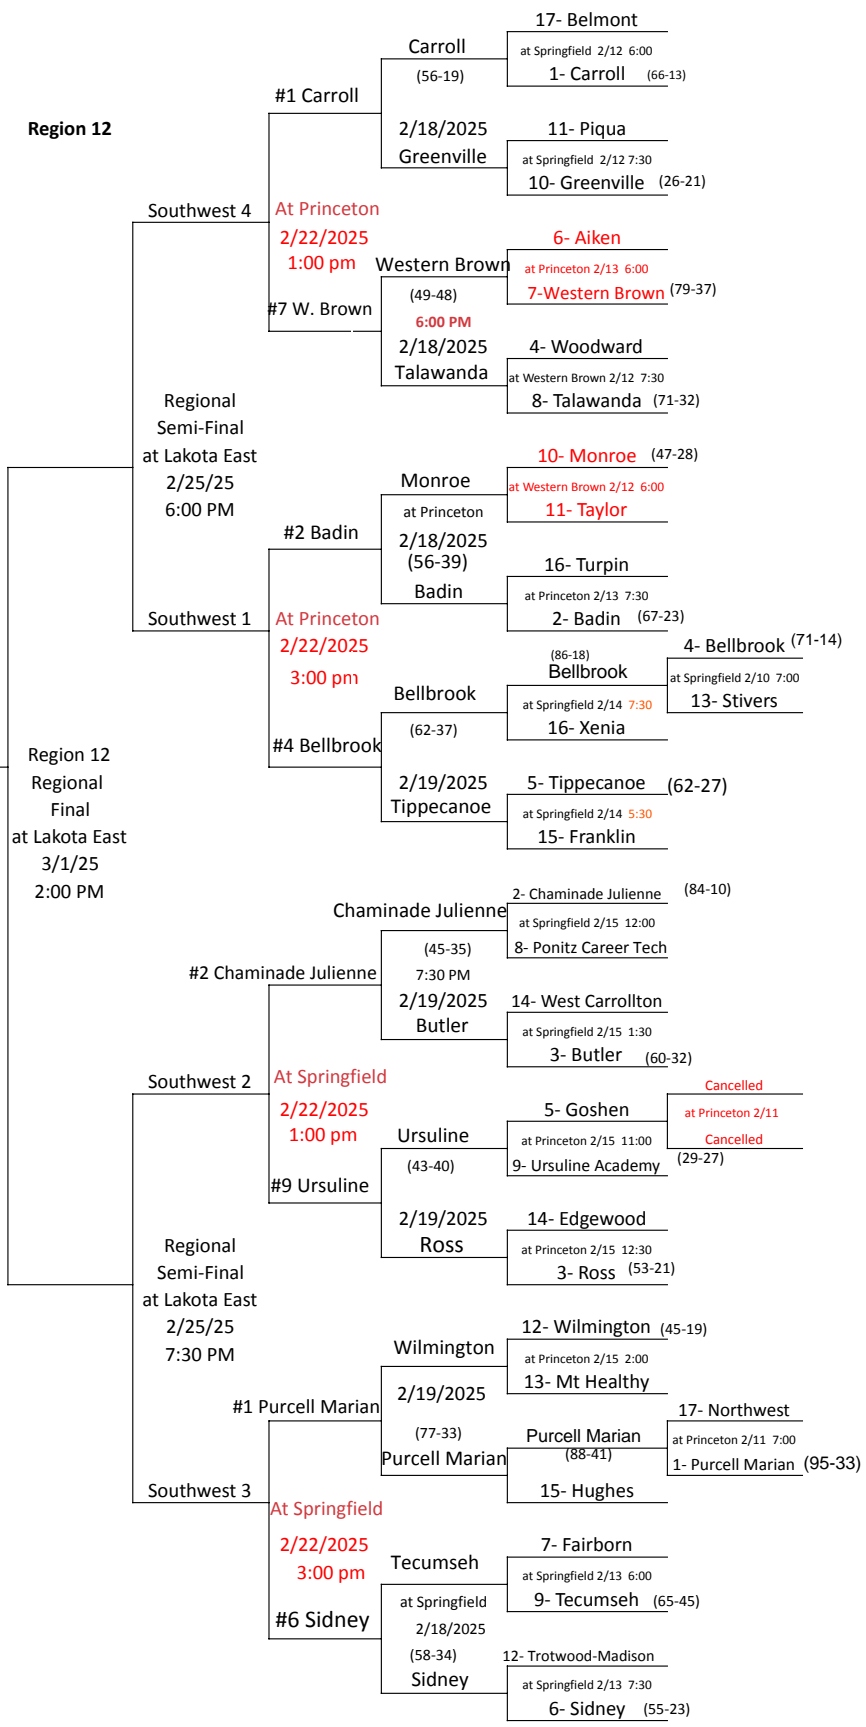 Region 12
17- Belmont
at Springfield 2/12 6:00
1- Carroll (66-13)
Carroll
(56-19)
#1 Carroll
2/18/2025
Greenville
11- Piqua
at Springfield 2/12 7:30
10- Greenville (26-21)
Southwest 4
At Princeton
2/22/2025
1:00 pm
6- Aiken
at Princeton 2/13 6:00
7-Western Brown (79-37)
Western Brown
(49-48)
6:00 PM
#7 W. Brown
2/18/2025
Talawanda
4- Woodward
at Western Brown 2/12 7:30
8- Talawanda (71-32)
Regional
Semi-Final
at Lakota East
2/25/25
6:00 PM
10- Monroe (47-28)
at Western Brown 2/12 6:00
11- Taylor
Monroe
at Princeton
#2 Badin
2/18/2025
(56-39)
Badin
16- Turpin
at Princeton 2/13 7:30
2- Badin (67-23)
Southwest 1
At Princeton
2/22/2025
3:00 pm
4- Bellbrook (71-14)
at Springfield 2/10 7:00
13- Stivers
(86-18)
Bellbrook
at Springfield 2/14 7:30
16- Xenia
Bellbrook
(62-37)
#4 Bellbrook
2/19/2025
Tippecanoe
5- Tippecanoe (62-27)
at Springfield 2/14 5:30
15- Franklin
Region 12
Regional
Final
at Lakota East
3/1/25
2:00 PM
2- Chaminade Julienne (84-10)
at Springfield 2/15 12:00
8- Ponitz Career Tech
Chaminade Julienne
(45-35)
7:30 PM
#2 Chaminade Julienne
2/19/2025
Butler
14- West Carrollton
at Springfield 2/15 1:30
3- Butler (60-32)
Southwest 2
At Springfield
2/22/2025
1:00 pm
Cancelled
at Princeton 2/11
Cancelled
5- Goshen
at Princeton 2/15 11:00
9- Ursuline Academy (29-27)
Ursuline
(43-40)
#9 Ursuline
2/19/2025
Ross
14- Edgewood
at Princeton 2/15 12:30
3- Ross (53-21)
Regional
Semi-Final
at Lakota East
2/25/25
7:30 PM
12- Wilmington (45-19)
at Princeton 2/15 2:00
13- Mt Healthy
Wilmington
2/19/2025
#1 Purcell Marian
(77-33)
Purcell Marian
17- Northwest
at Princeton 2/11 7:00
1- Purcell Marian (95-33)
Purcell Marian
(88-41)
15- Hughes
Southwest 3
At Springfield
2/22/2025
3:00 pm
7- Fairborn
at Springfield 2/13 6:00
9- Tecumseh (65-45)
Tecumseh
at Springfield
#6 Sidney
2/18/2025
(58-34)
Sidney
12- Trotwood-Madison
at Springfield 2/13 7:30
6- Sidney (55-23)